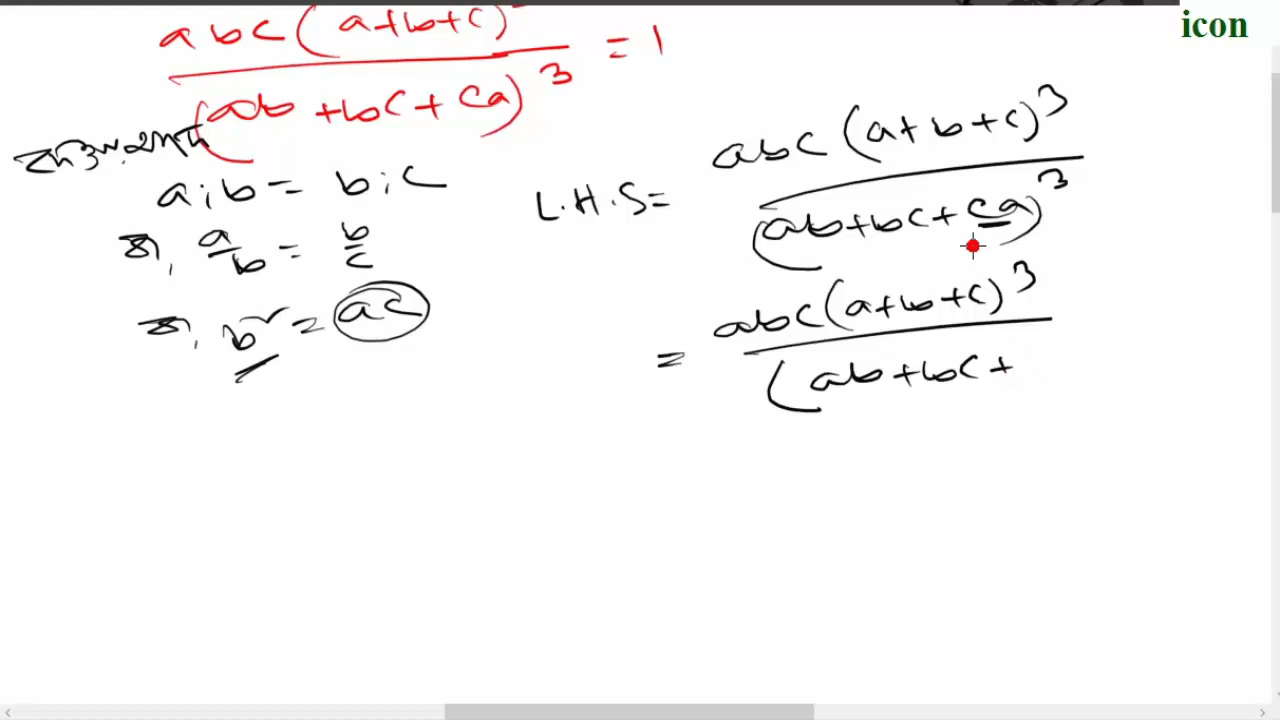 icon
abc(a+b+c)³
/ (ab+bc+ca)³ = 1
a:b = b:c
বা, a/b = b/c
বা, b² = ac
L.H.S = abc(a+b+c)³ / (ab+bc+ca)³
= abc(a+b+c)³ / (ab+bc+